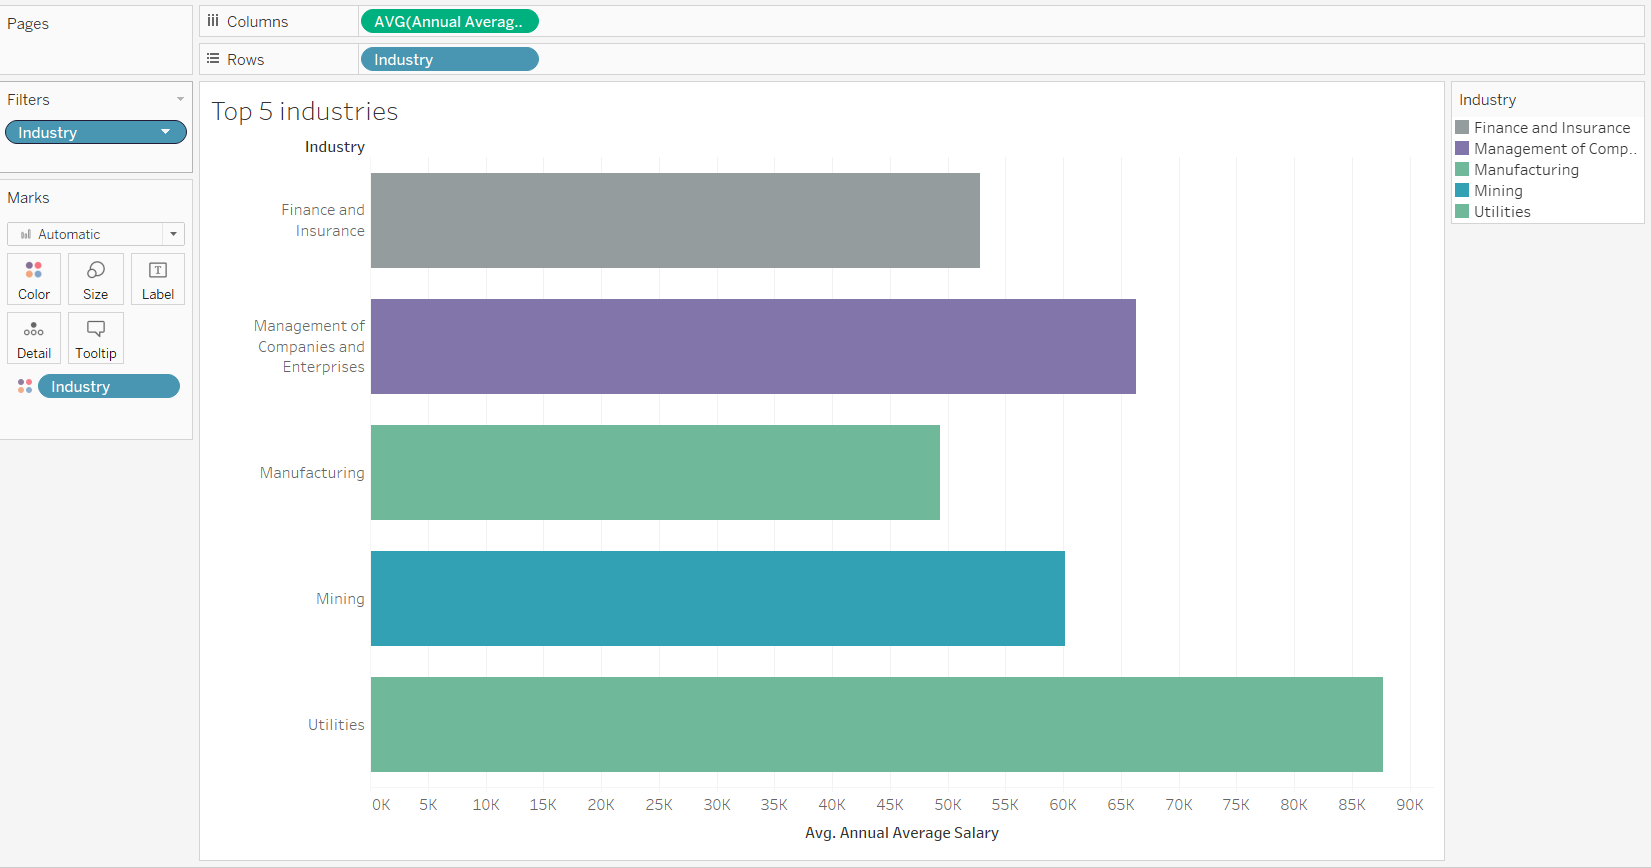 Pages
Columns
AVG(Annual Averag..
Rows
Industry
Filters
Industry
Marks
Automatic
Color
Size
Label
Detail
Tooltip
Industry
Top 5 industries
Industry
Finance and
Insurance
Management of
Companies and
Enterprises
Manufacturing
Mining
Utilities
0K 5K 10K 15K 20K 25K 30K 35K 40K 45K 50K 55K 60K 65K 70K 75K 80K 85K 90K
Avg. Annual Average Salary
Industry
Finance and Insurance
Management of Comp..
Manufacturing
Mining
Utilities